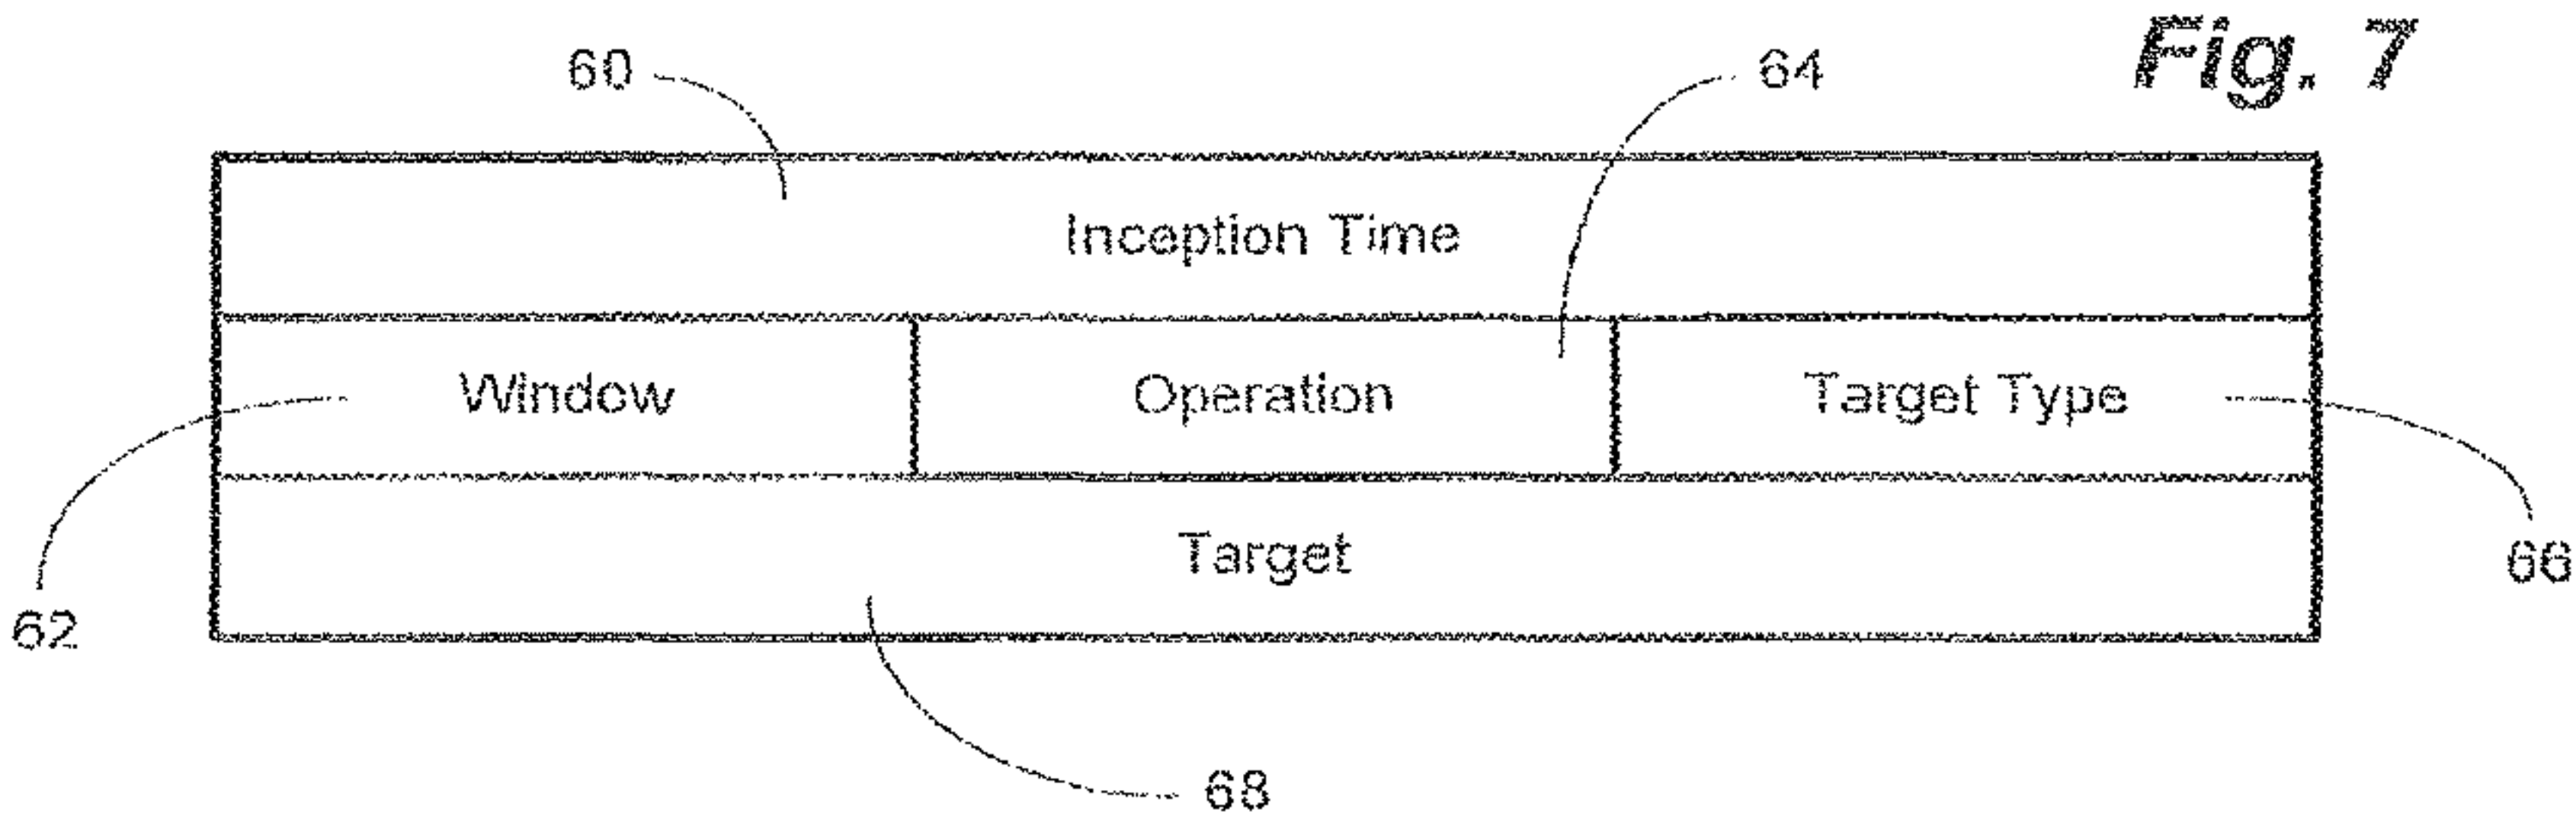 Fig. 7
60
64
Inception Time
Window
Operation
Target Type
Target
62
66
68